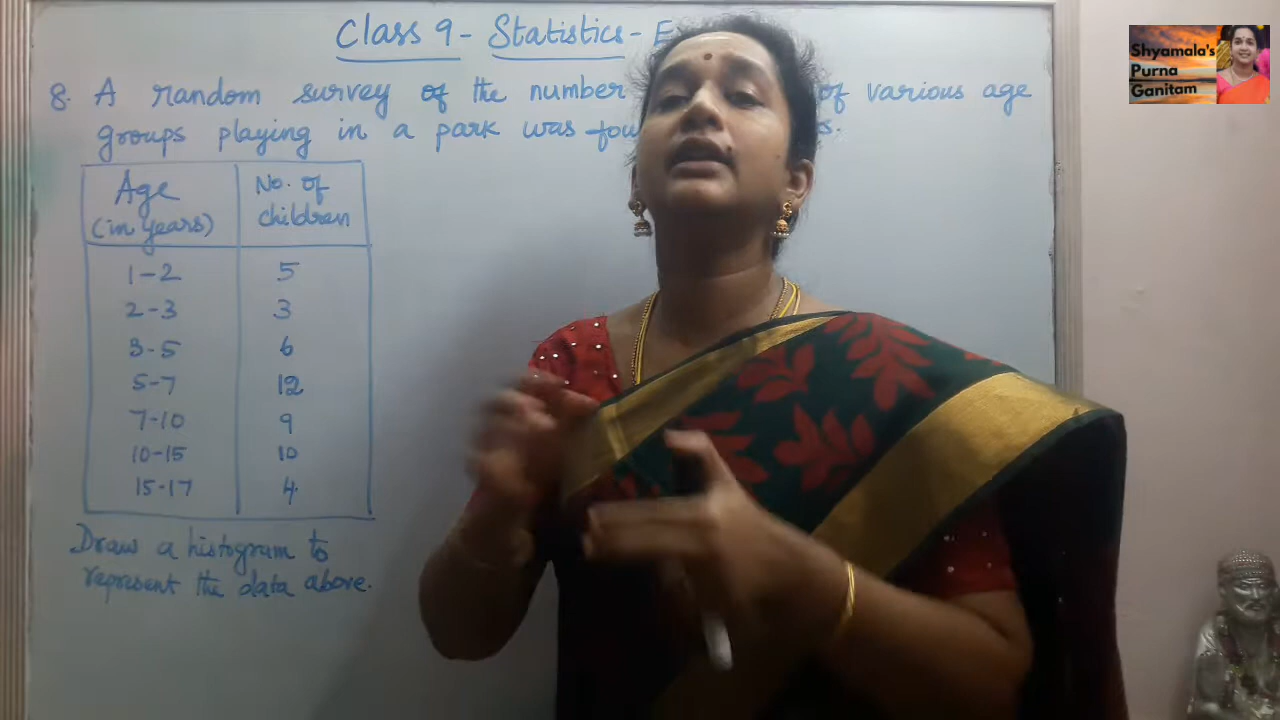 Class 9 - Statistics - E
8. A random survey of the number of various age
groups playing in a park was fou
Age (in years) No. of children
1-2 5
2-3 3
3-5 6
5-7 12
7-10 9
10-15 10
15-17 4
Draw a histogram to
represent the data above.
Shyamala's
Purna
Ganitam